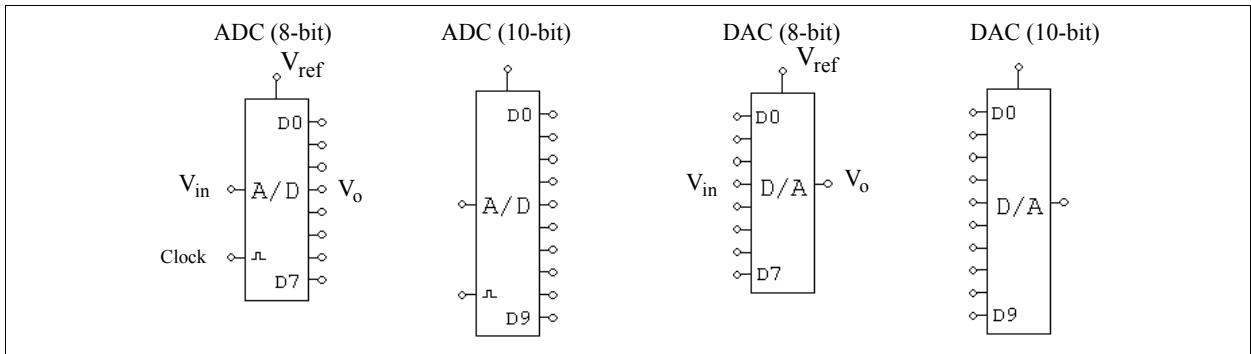 ADC (8-bit) ADC (10-bit) DAC (8-bit) DAC (10-bit)
Vref Vref
D0 D0 D0 D0
Vin A/D Vo A/D Vin D/A Vo D/A
Clock
D7 D9 D7 D9